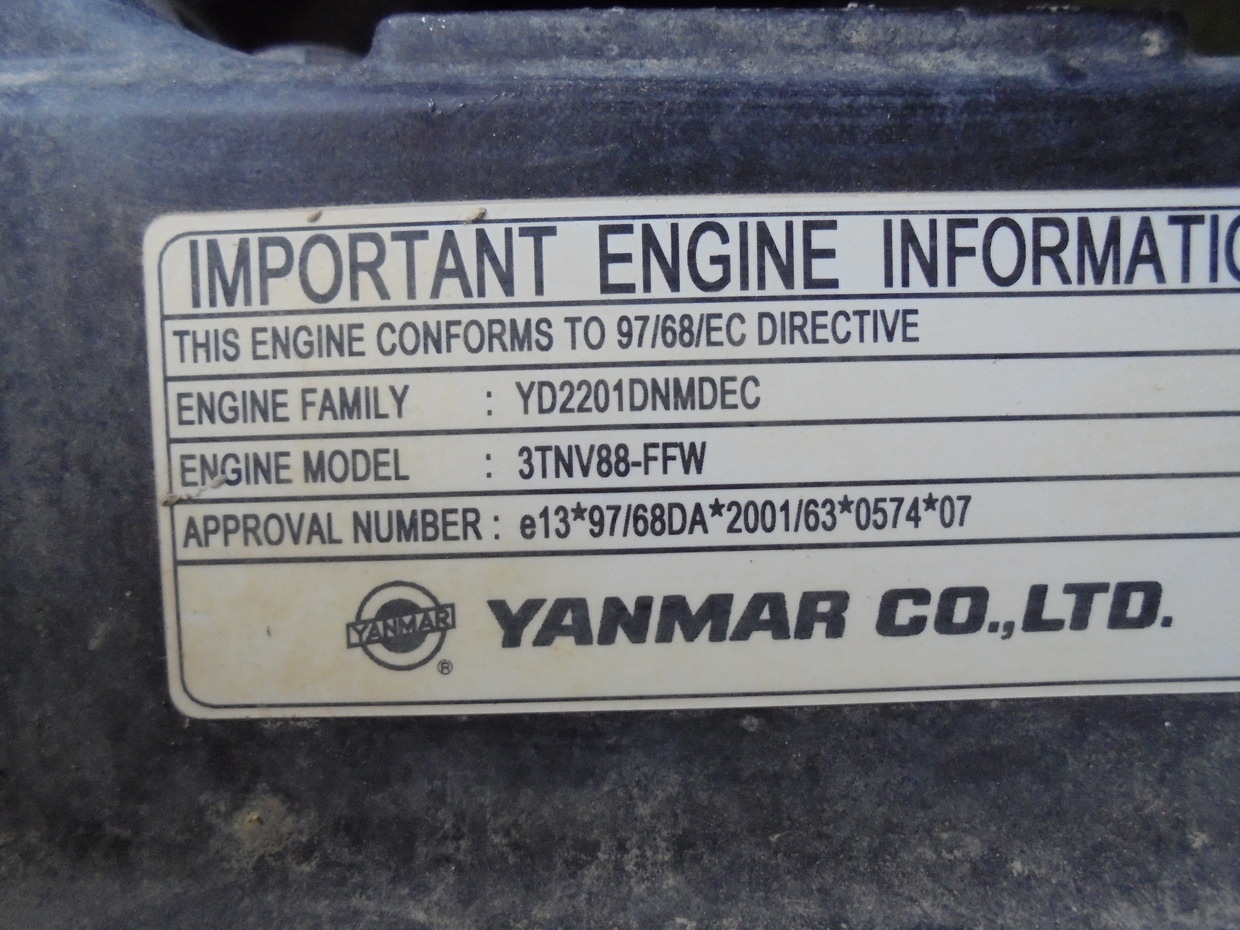 IMPORTANT ENGINE INFORMATIO
THIS ENGINE CONFORMS TO 97/68/EC DIRECTIVE
ENGINE FAMILY : YD2201DNMDEC
ENGINE MODEL : 3TNV88-FFW
APPROVAL NUMBER : e13*97/68DA*2001/63*0574*07
YANMAR ® YANMAR CO.,LTD.